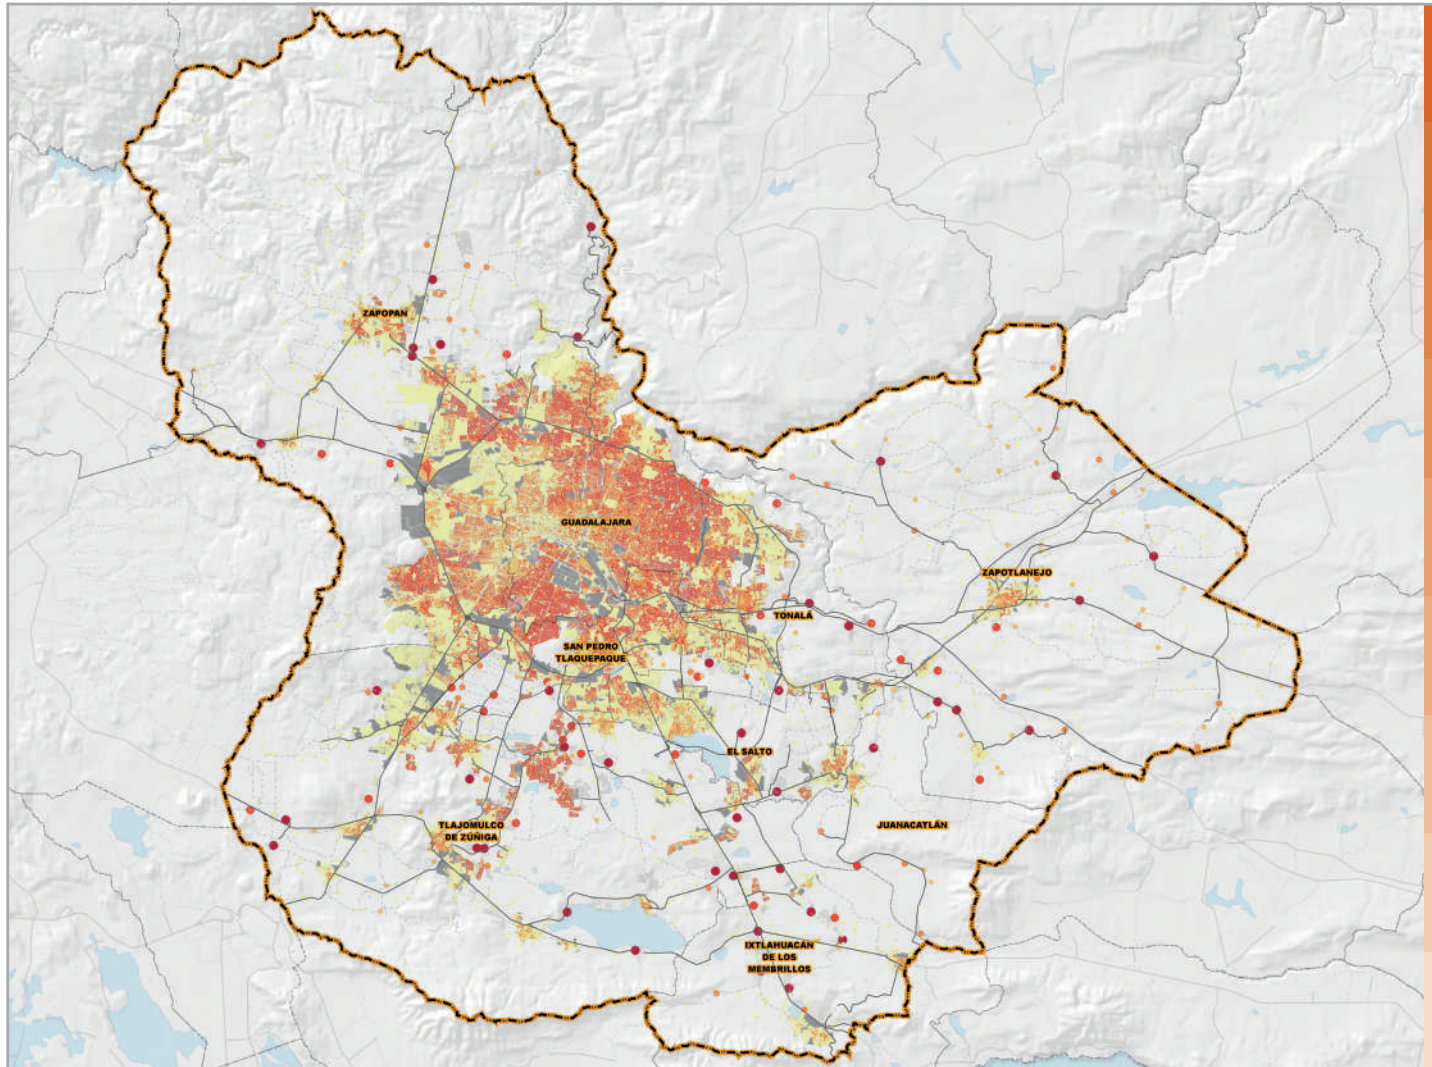 ZAPOPAN
GUADALAJARA
ZAPOTLANEJO
TONALÁ
SAN PEDRO
TLAQUEPAQUE
EL SALTO
TLAJOMULCO
DE ZÚÑIGA
JUANACATLÁN
IXTLAHUACÁN
DE LOS
MEMBRILLOS